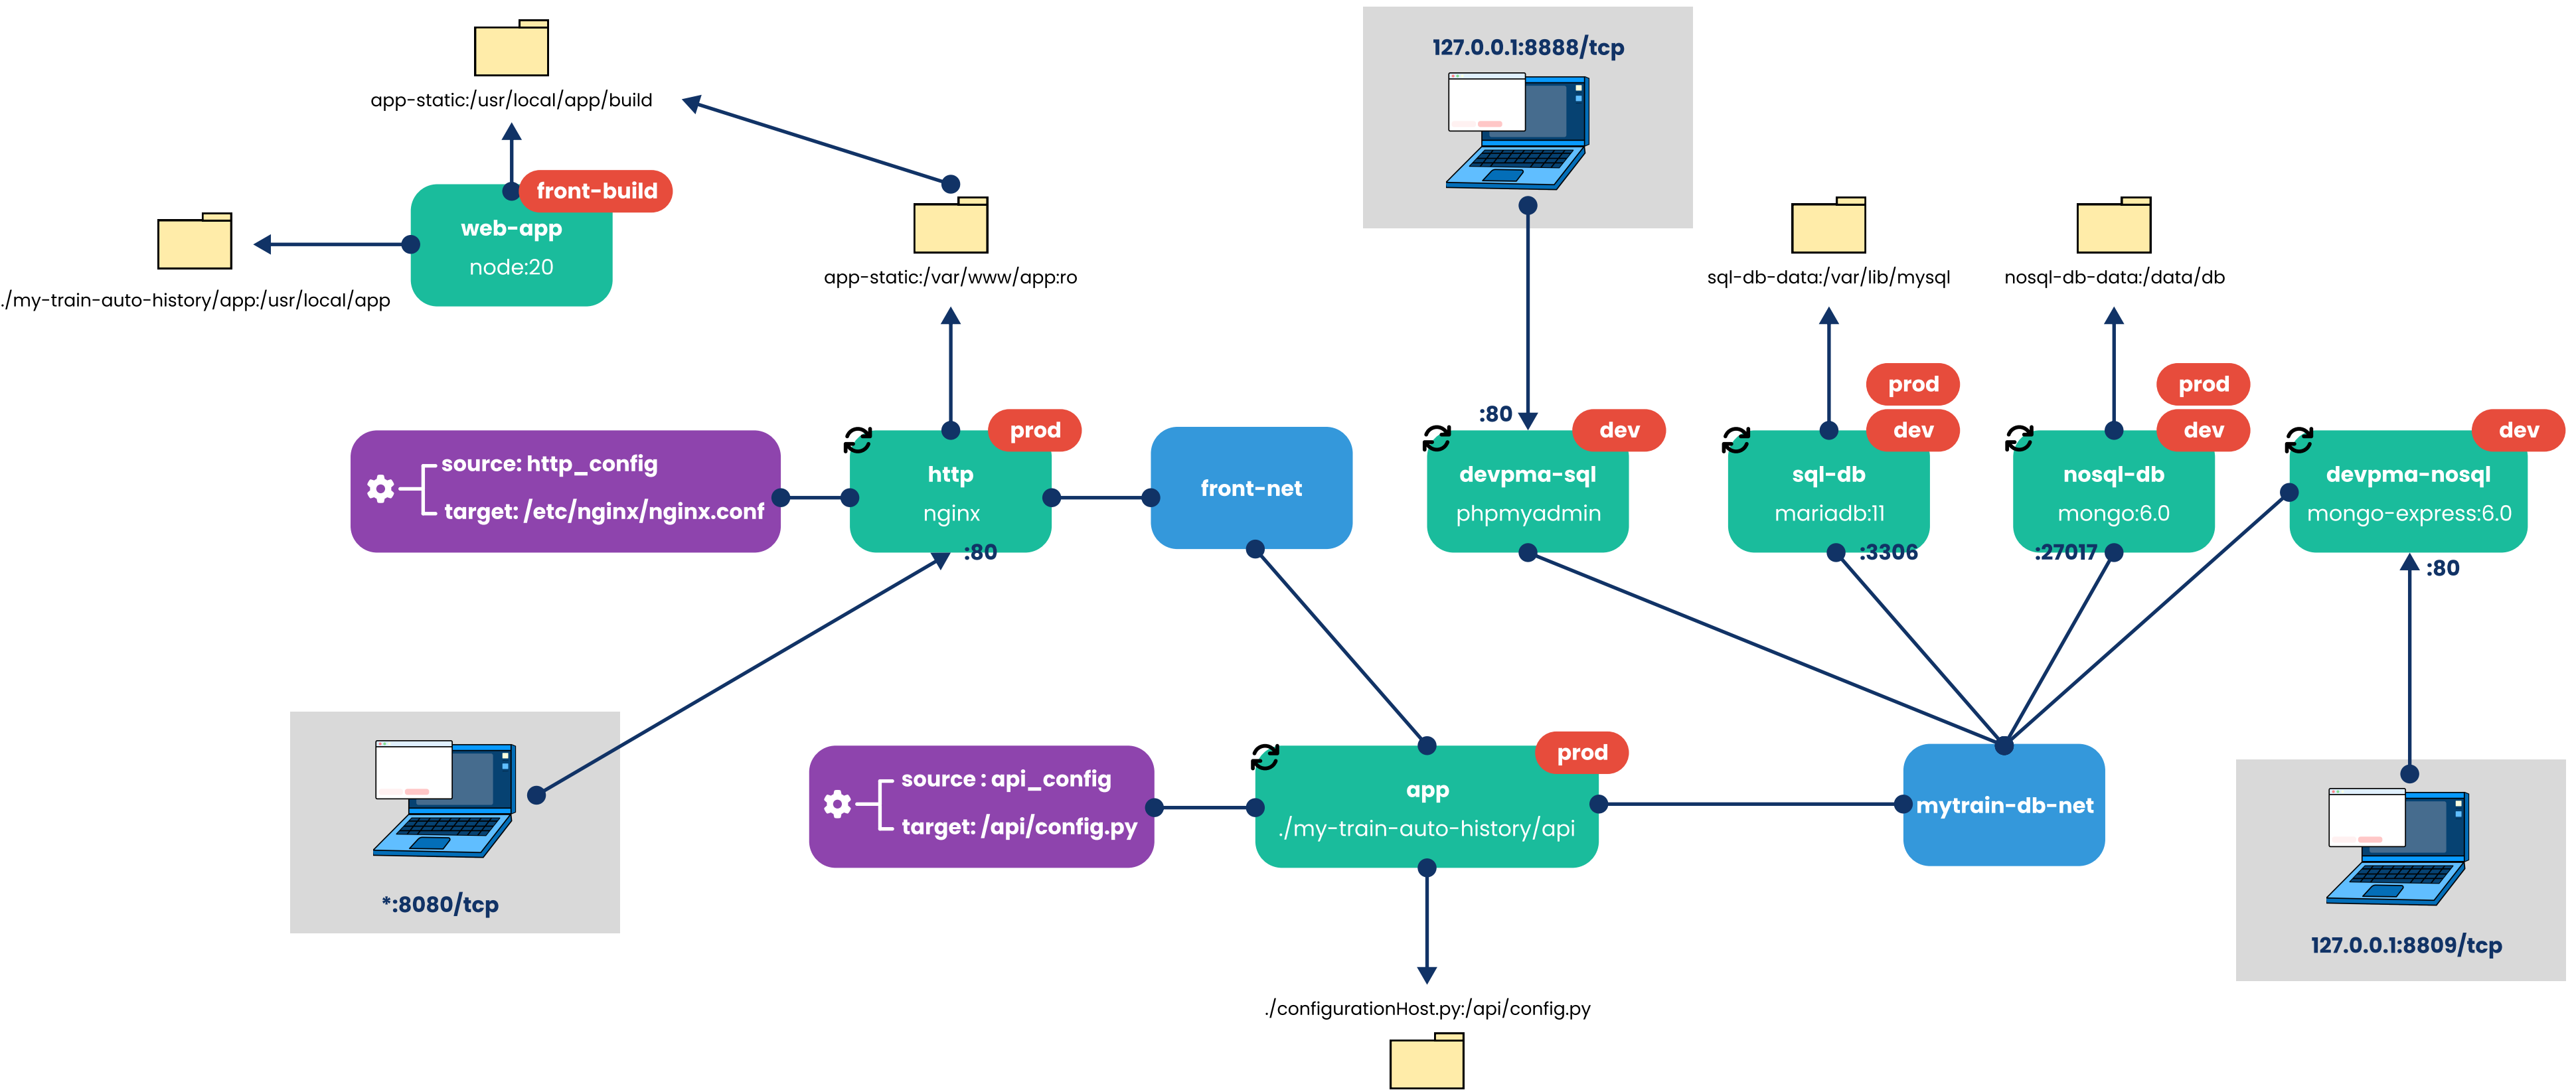 127.0.0.1:8888/tcp
app-static:/usr/local/app/build
front-build
web-app
node:20
./my-train-auto-history/app:/usr/local/app
app-static:/var/www/app:ro
sql-db-data:/var/lib/mysql
nosql-db-data:/data/db
source: http_config
target: /etc/nginx/nginx.conf
prod
http
nginx
:80
front-net
:80
dev
devpma-sql
phpmyadmin
prod
dev
sql-db
mariadb:11
:3306
prod
dev
nosql-db
mongo:6.0
:27017
dev
devpma-nosql
mongo-express:6.0
:80
*:8080/tcp
source : api_config
target: /api/config.py
prod
app
./my-train-auto-history/api
mytrain-db-net
127.0.0.1:8809/tcp
./configurationHost.py:/api/config.py